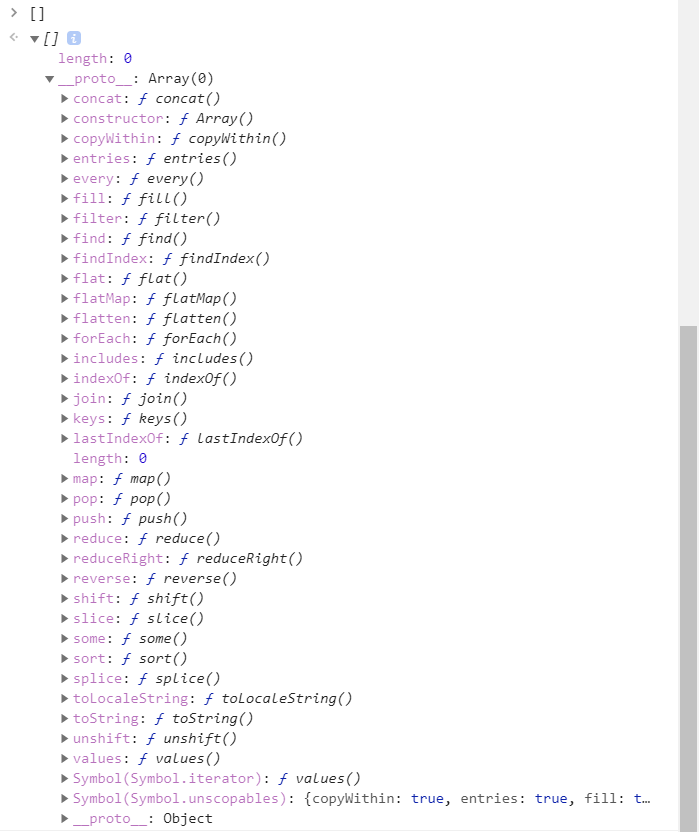 > []
[] i
length: 0
__proto__: Array(0)
concat: ƒ concat()
constructor: ƒ Array()
copyWithin: ƒ copyWithin()
entries: ƒ entries()
every: ƒ every()
fill: ƒ fill()
filter: ƒ filter()
find: ƒ find()
findIndex: ƒ findIndex()
flat: ƒ flat()
flatMap: ƒ flatMap()
flatten: ƒ flatten()
forEach: ƒ forEach()
includes: ƒ includes()
indexOf: ƒ indexOf()
join: ƒ join()
keys: ƒ keys()
lastIndexOf: ƒ lastIndexOf()
length: 0
map: ƒ map()
pop: ƒ pop()
push: ƒ push()
reduce: ƒ reduce()
reduceRight: ƒ reduceRight()
reverse: ƒ reverse()
shift: ƒ shift()
slice: ƒ slice()
some: ƒ some()
sort: ƒ sort()
splice: ƒ splice()
toLocaleString: ƒ toLocaleString()
toString: ƒ toString()
unshift: ƒ unshift()
values: ƒ values()
Symbol(Symbol.iterator): ƒ values()
Symbol(Symbol.unscopables): {copyWithin: true, entries: true, fill: t…
__proto__: Object